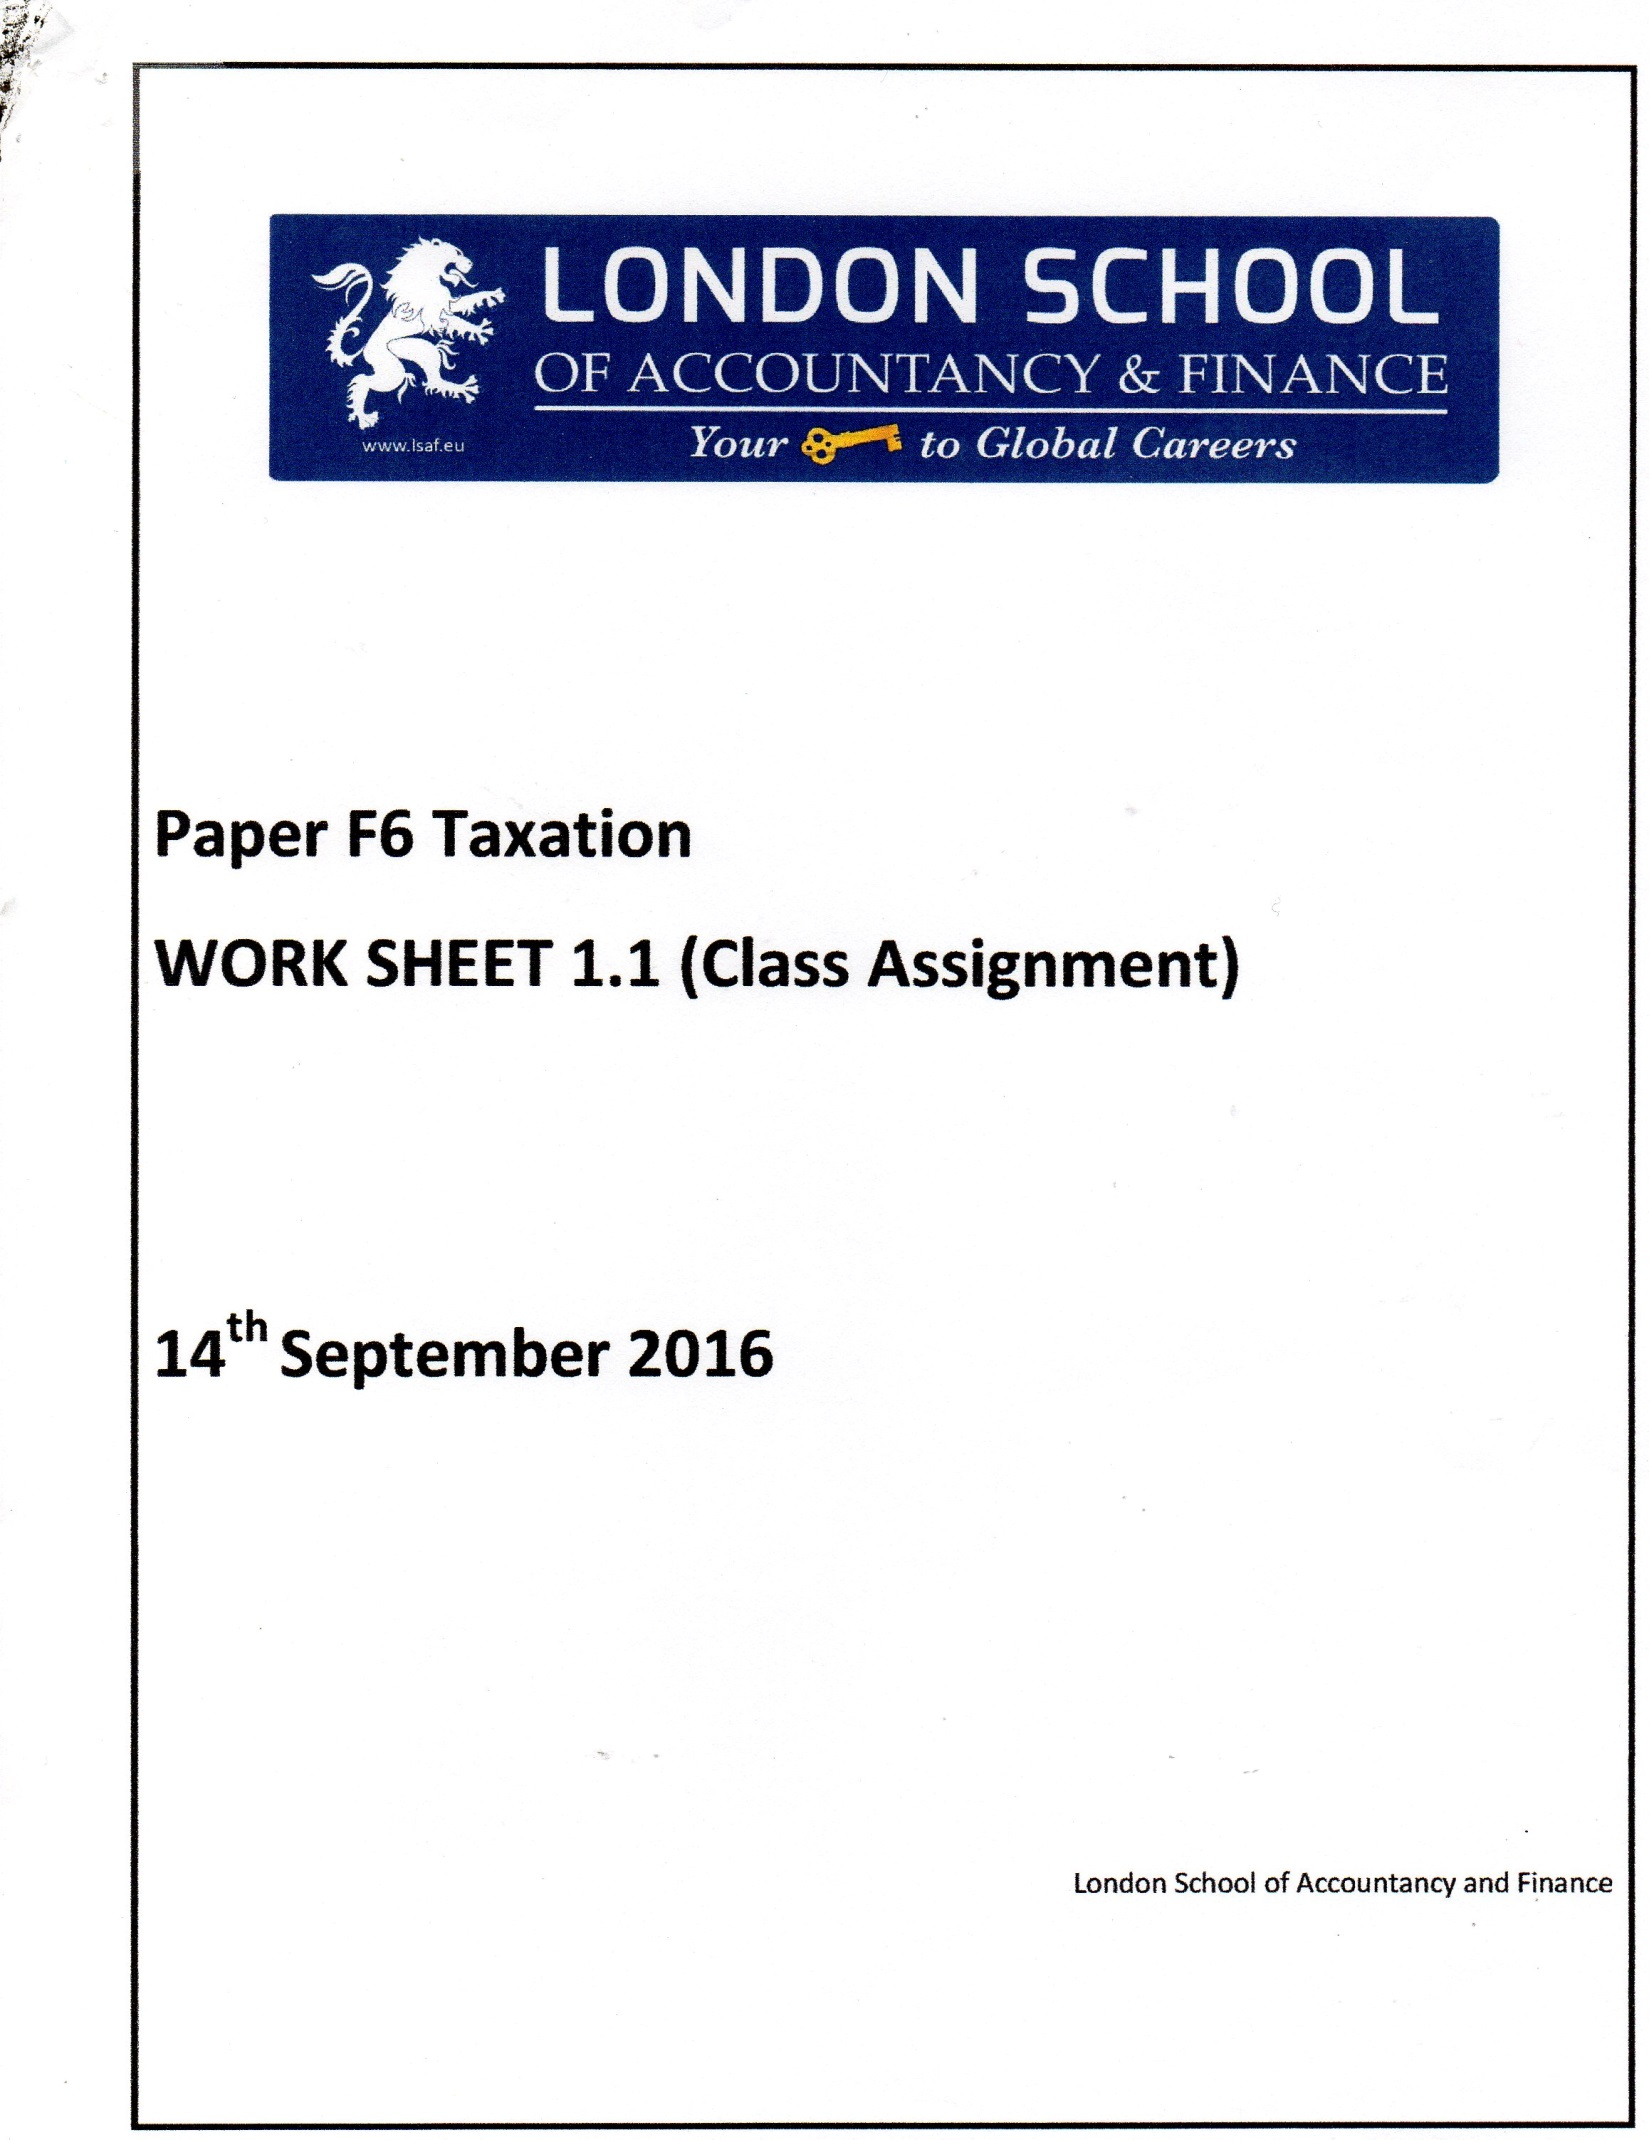 LONDON SCHOOL
OF ACCOUNTANCY & FINANCE
www.lsaf.eu
Your to Global Careers
Paper F6 Taxation
WORK SHEET 1.1 (Class Assignment)
14th September 2016
London School of Accountancy and Finance